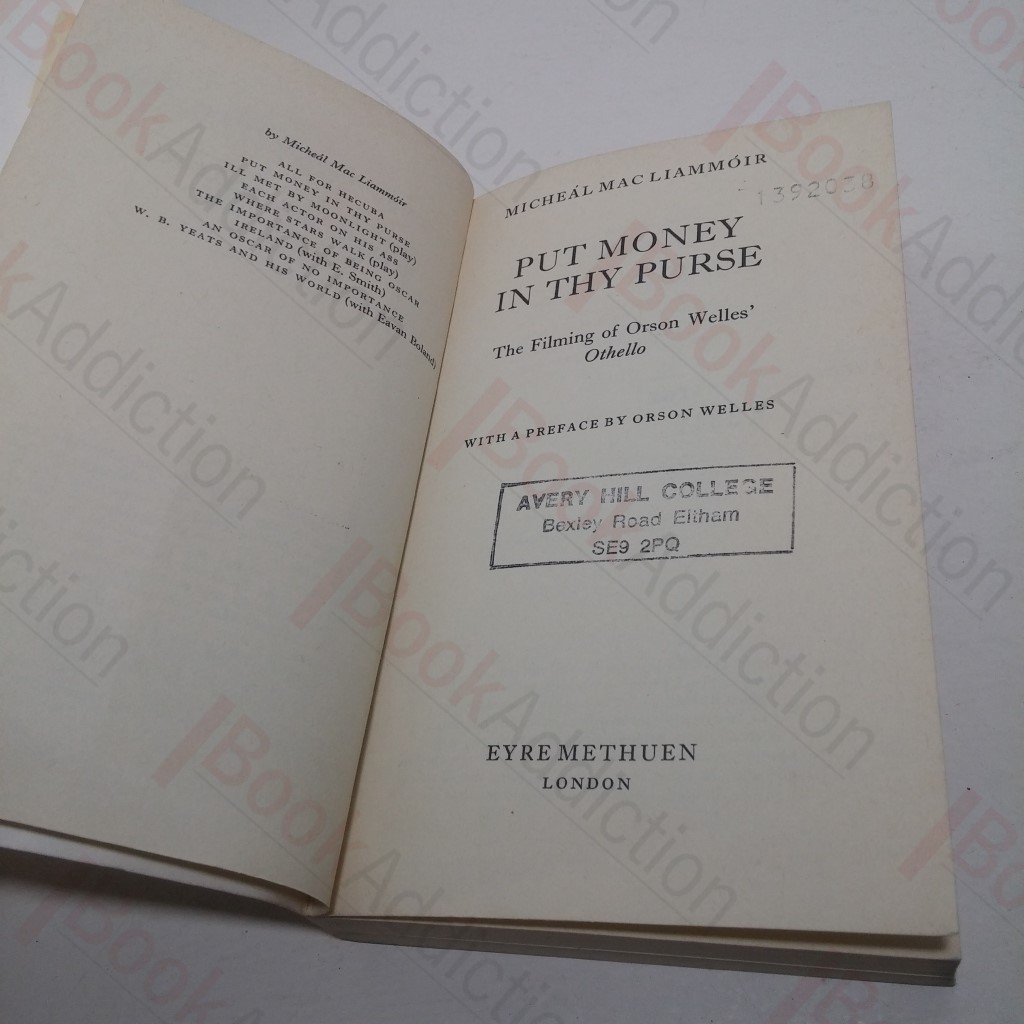 by Micheál Mac Liammóir
ALL FOR HECUBA
PUT MONEY IN THY PURSE
ILL MET BY MOONLIGHT (play)
EACH ACTOR ON HIS ASS
WHERE STARS WALK (play)
THE IMPORTANCE OF BEING OSCAR
IRELAND (with E. Smith)
AN OSCAR OF NO IMPORTANCE
W. B. YEATS AND HIS WORLD (with Eavan Boland)
MICHEÁL MAC LIAMMÓIR
PUT MONEY
IN THY PURSE
The Filming of Orson Welles'
Othello
WITH A PREFACE BY ORSON WELLES
AVERY HILL COLLEGE
Bexley Road Eltham
SE9 2PQ
EYRE METHUEN
LONDON
BookAddiction